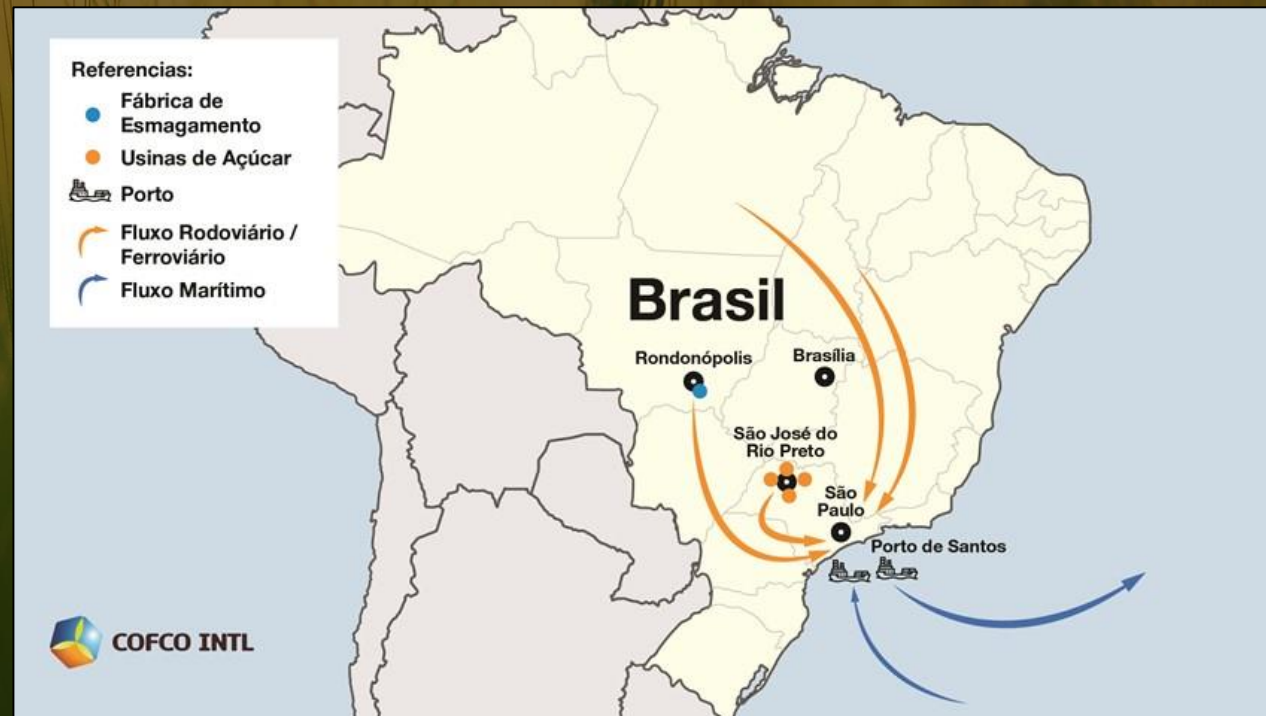 Referencias:
Fábrica de
Esmagamento
Usinas de Açúcar
Porto
Fluxo Rodoviário /
Ferroviário
Fluxo Marítimo
Brasil
Rondonópolis
Brasília
São José do
Rio Preto
São
Paulo
Porto de Santos
COFCO INTL